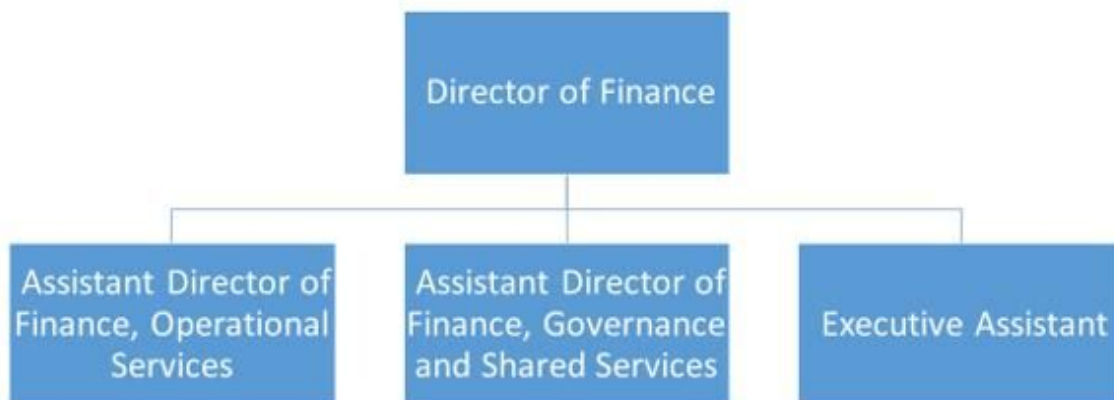 Director of Finance
Assistant Director of
Finance, Operational
Services
Assistant Director of
Finance, Governance
and Shared Services
Executive Assistant